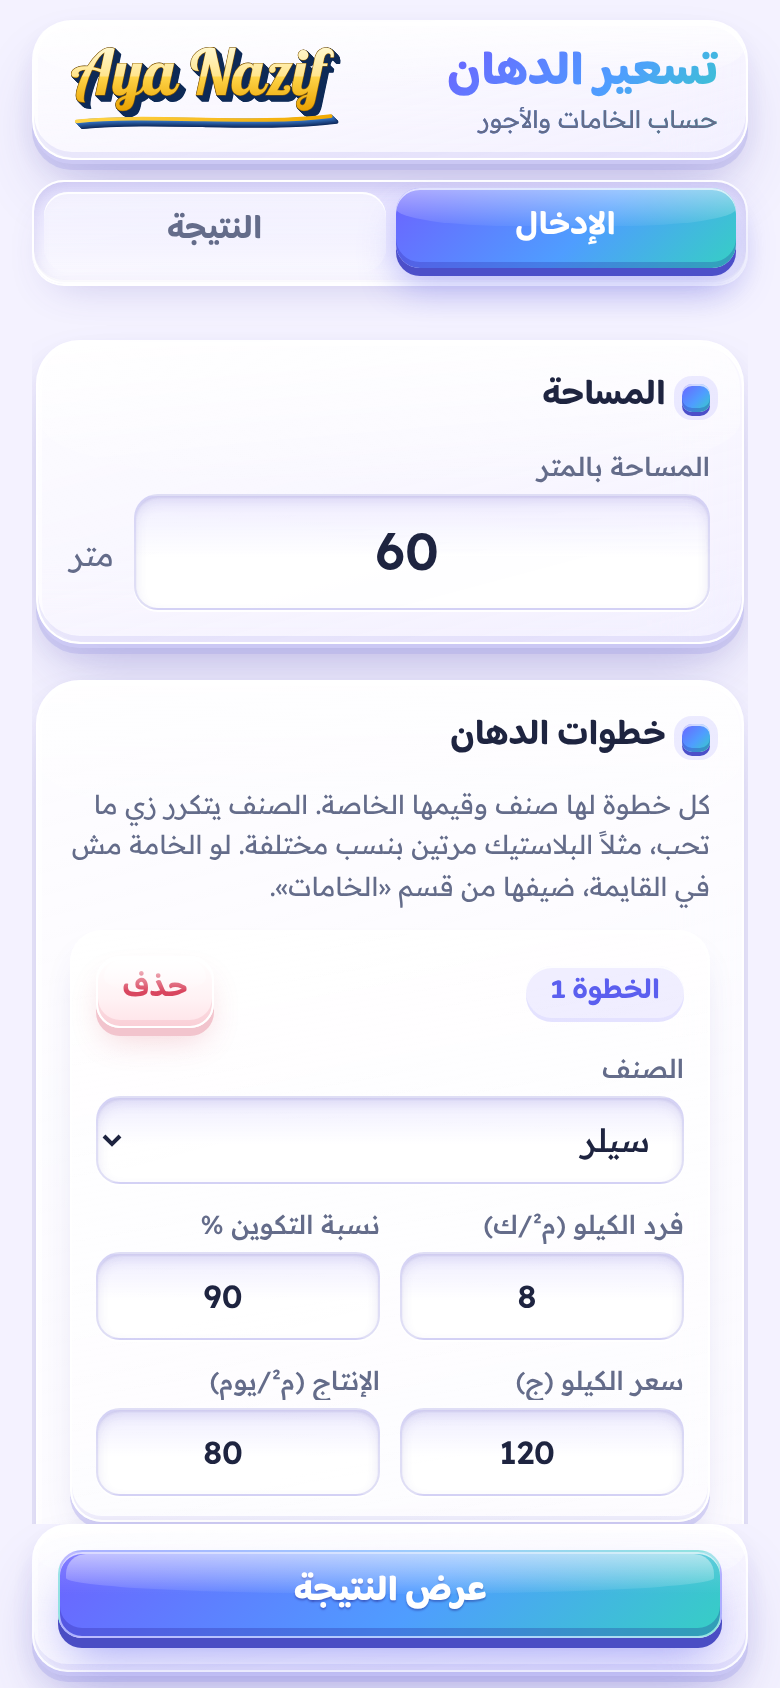 تسعير الدهان
Aya Nazif
حساب الخامات والأجور
الإدخال
النتيجة
المساحة
المساحة بالمتر
60
متر
خطوات الدهان
كل خطوة لها صنف وقيمها الخاصة. الصنف يتكرر زي ما
تحب، مثلاً البلاستيك مرتين بنسب مختلفة. لو الخامة مش
في القايمة، ضيفها من قسم «الخامات».
الخطوة 1
حذف
الصنف
سيلر
فرد الكيلو (م²/ك)
نسبة التكوين %
8
90
سعر الكيلو (ج)
الإنتاج (م²/يوم)
120
80
عرض النتيجة